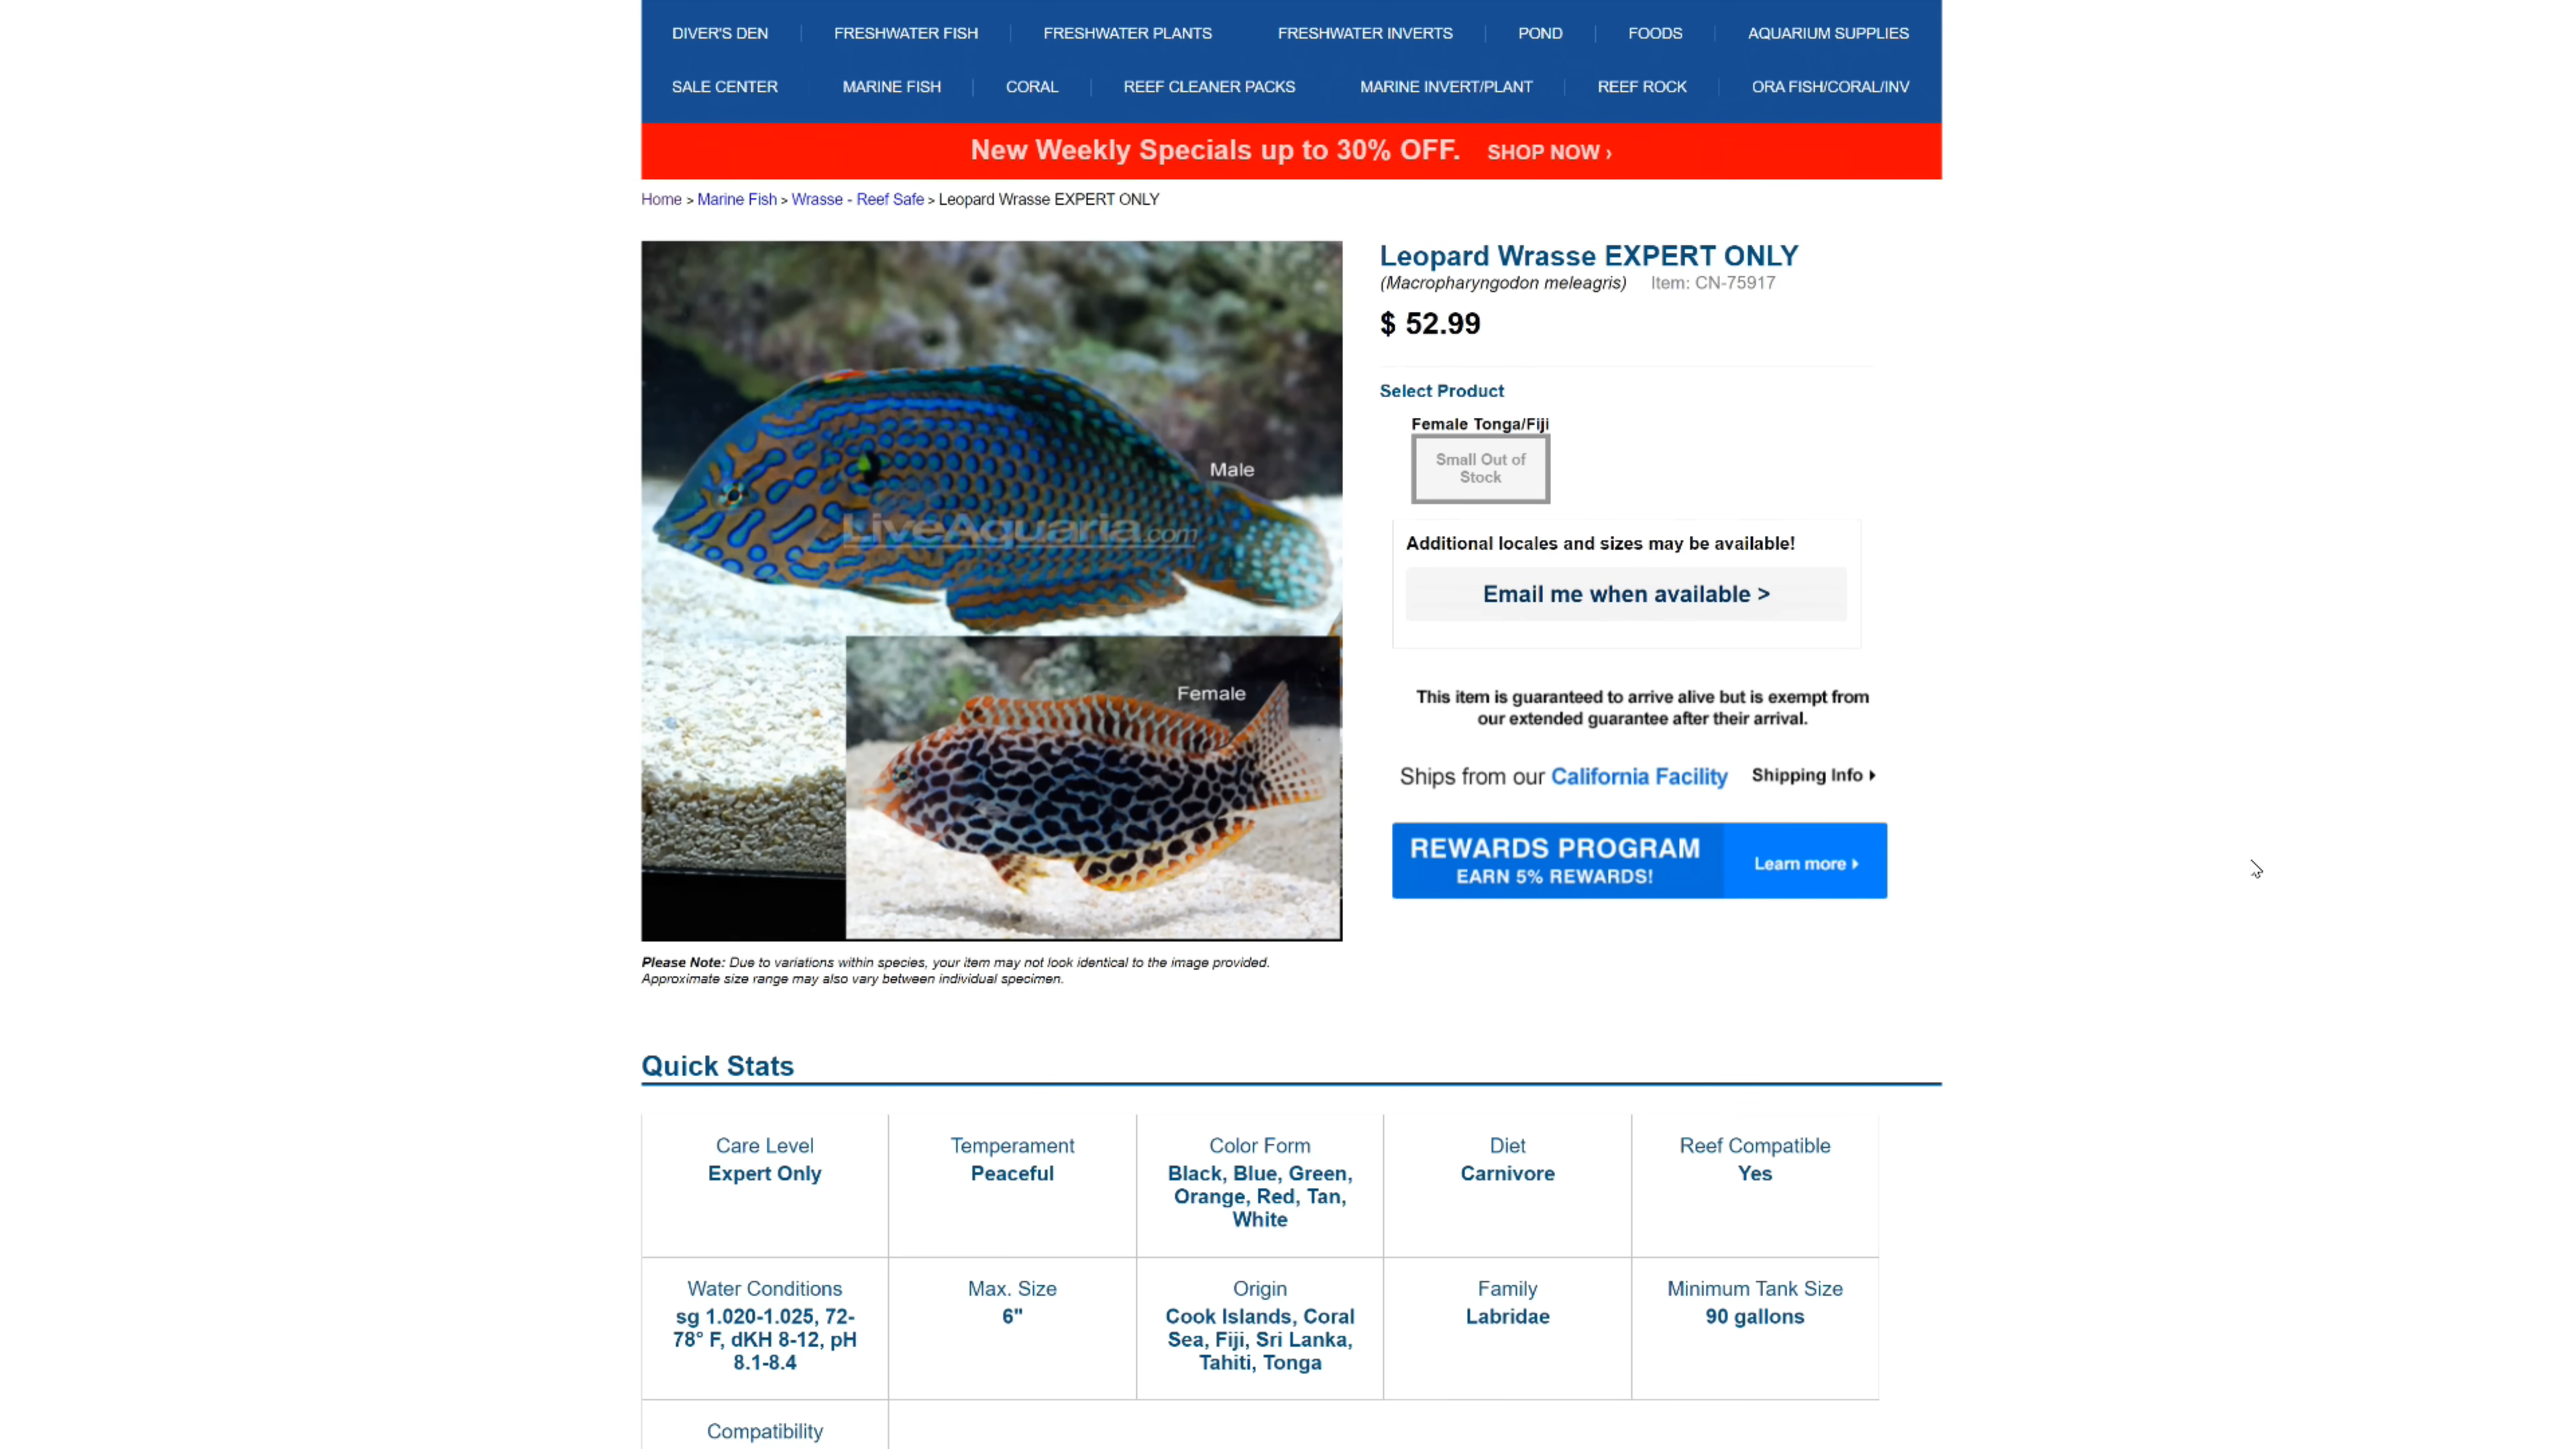 DIVER'S DEN FRESHWATER FISH FRESHWATER PLANTS FRESHWATER INVERTS POND FOODS AQUARIUM SUPPLIES
SALE CENTER MARINE FISH CORAL REEF CLEANER PACKS MARINE INVERT/PLANT REEF ROCK ORA FISH/CORAL/INV
New Weekly Specials up to 30% OFF. SHOP NOW ›
Home > Marine Fish > Wrasse - Reef Safe > Leopard Wrasse EXPERT ONLY
Male
LiveAquaria.com
Female
Please Note: Due to variations within species, your item may not look identical to the image provided.
Approximate size range may also vary between individual specimen.
Leopard Wrasse EXPERT ONLY
(Macropharyngodon meleagris) Item: CN-75917
$ 52.99
Select Product
Female Tonga/Fiji
Small Out of
Stock
Additional locales and sizes may be available!
Email me when available >
This item is guaranteed to arrive alive but is exempt from
our extended guarantee after their arrival.
Ships from our California Facility Shipping Info
REWARDS PROGRAM
EARN 5% REWARDS!
Learn more
Quick Stats
Care Level
Expert Only
Temperament
Peaceful
Color Form
Black, Blue, Green,
Orange, Red, Tan,
White
Diet
Carnivore
Reef Compatible
Yes
Water Conditions
sg 1.020-1.025, 72-
78° F, dKH 8-12, pH
8.1-8.4
Max. Size
6"
Origin
Cook Islands, Coral
Sea, Fiji, Sri Lanka,
Tahiti, Tonga
Family
Labridae
Minimum Tank Size
90 gallons
Compatibility